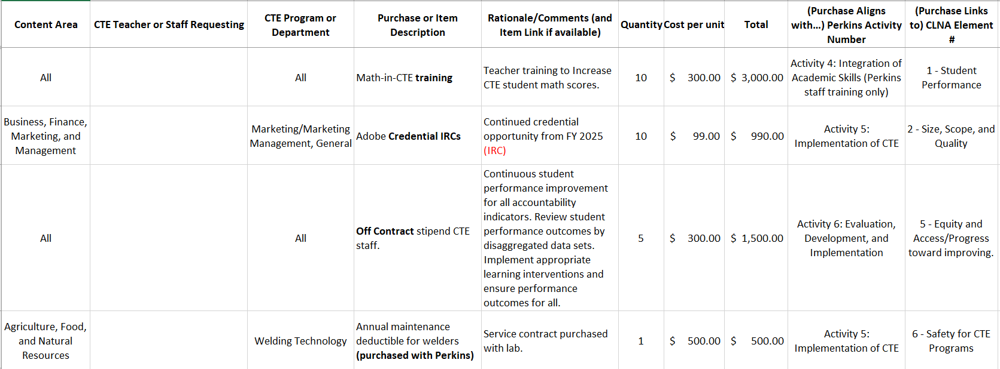 Content Area
CTE Teacher or Staff Requesting
CTE Program or
Department
Purchase or Item
Description
Rationale/Comments (and
Item Link if available)
Quantity
Cost per unit
Total
(Purchase Aligns
with...) Perkins Activity
Number
(Purchase Links
to) CLNA Element
#
All
All
Math-in-CTE training
Teacher training to Increase
CTE student math scores.
10
$ 300.00
$ 3,000.00
Activity 4: Integration of
Academic Skills (Perkins
staff training only)
1 - Student
Performance
Business, Finance,
Marketing, and
Management
Marketing/Marketing
Management, General
Adobe Credential IRCs
Continued credential
opportunity from FY 2025
(IRC)
10
$ 99.00
$ 990.00
Activity 5:
Implementation of CTE
2 - Size, Scope, and
Quality
All
All
Off Contract stipend CTE
staff.
Continuous student
performance improvement
for all accountability
indicators. Review student
performance outcomes by
disaggregated data sets.
Implement appropriate
learning interventions and
ensure performance
outcomes for all.
5
$ 300.00
$ 1,500.00
Activity 6: Evaluation,
Development, and
Implementation
5 - Equity and
Access/Progress
toward improving.
Agriculture, Food,
and Natural
Resources
Welding Technology
Annual maintenance
deductible for welders
(purchased with Perkins)
Service contract purchased
with lab.
1
$ 500.00
$ 500.00
Activity 5:
Implementation of CTE
6 - Safety for CTE
Programs